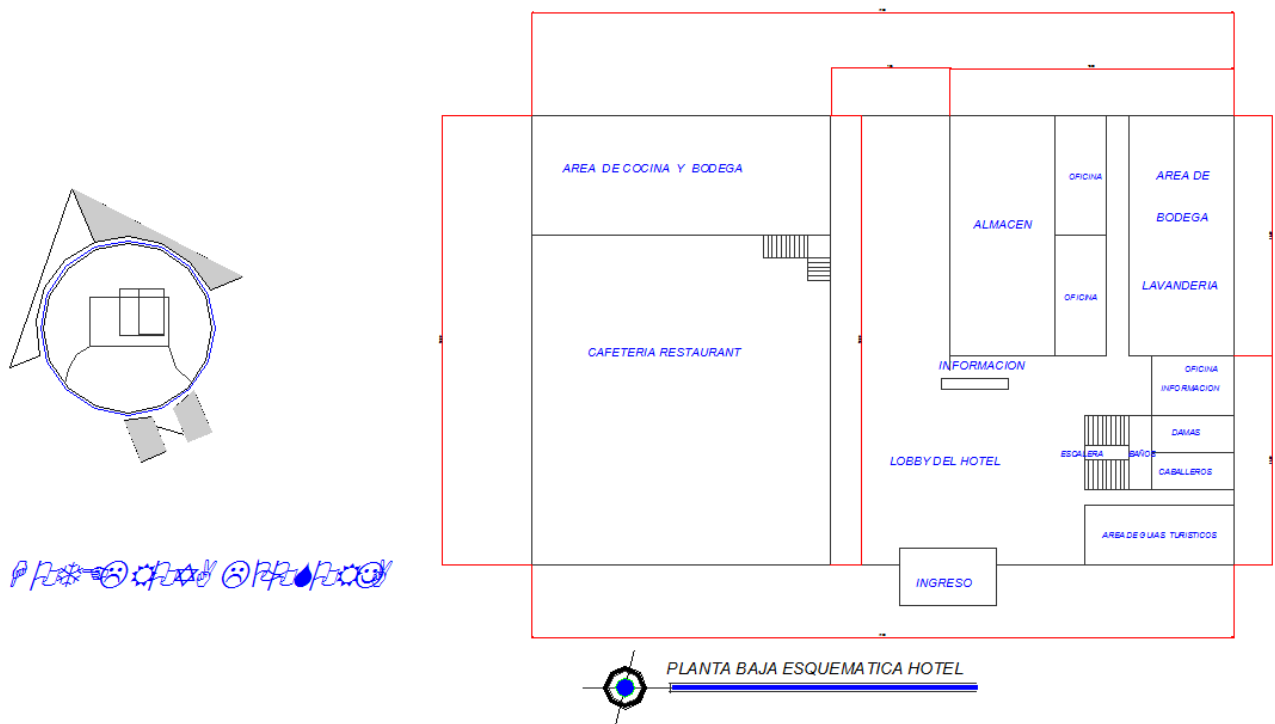 AREA DE COCINA Y BODEGA
CAFETERIA RESTAURANT
ALMACEN
OFICINA
OFICINA
AREA DE
BODEGA
LAVANDERIA
INFORMACION
OFICINA
INFORMACION
LOBBY DEL HOTEL
ESCALERA
BAÑOS
DAMAS
CABALLEROS
AREA DE GUIAS TURISTICOS
INGRESO
PLANTA BAJA ESQUEMATICA HOTEL